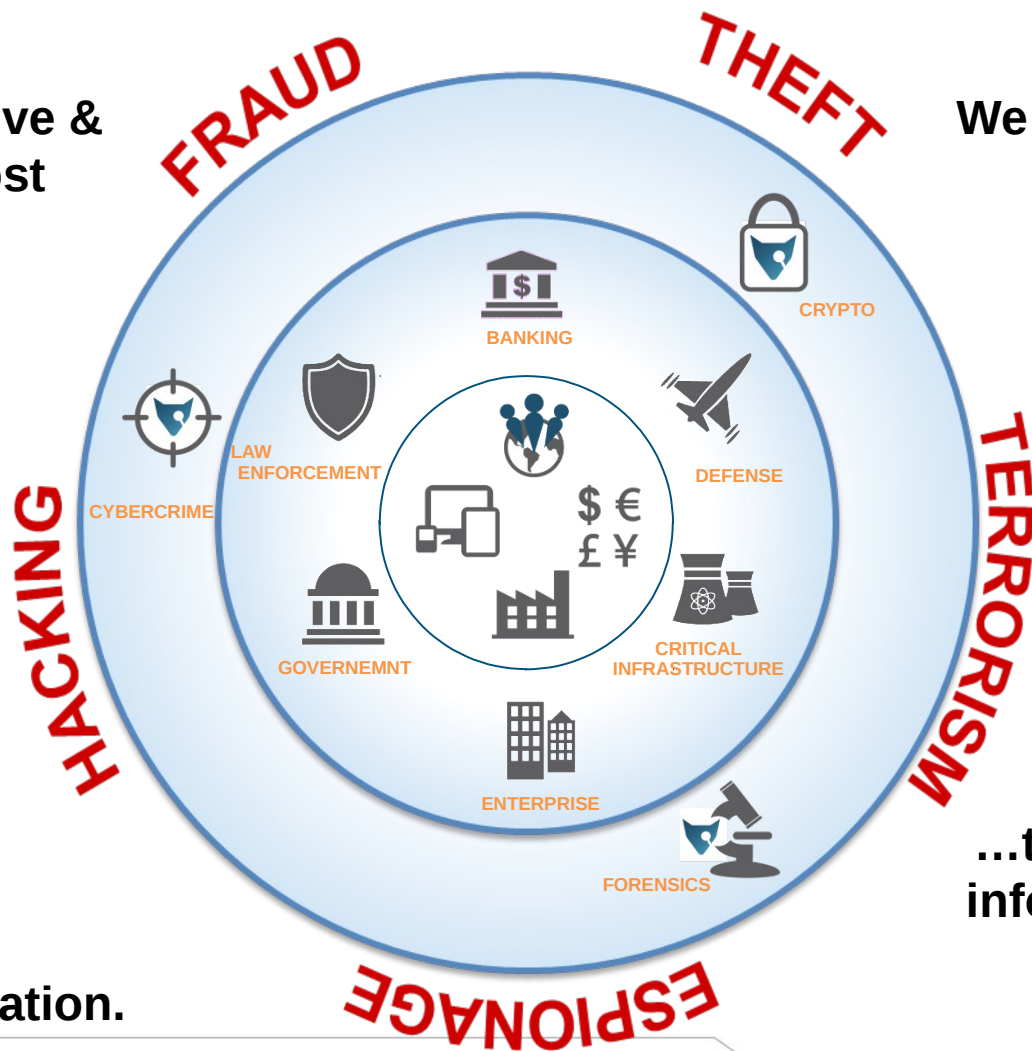 FRAUD
THEFT
ve &
We
st
$
CRYPTO
BANKING
LAW
ENFORCEMENT
DEFENSE
$ €
£ ¥
CYBERCRIME
HACKING
TERRORISM
CRITICAL
INFRASTRUCTURE
GOVERNEMNT
ENTERPRISE
FORENSICS
ation.
ESPIONAGE